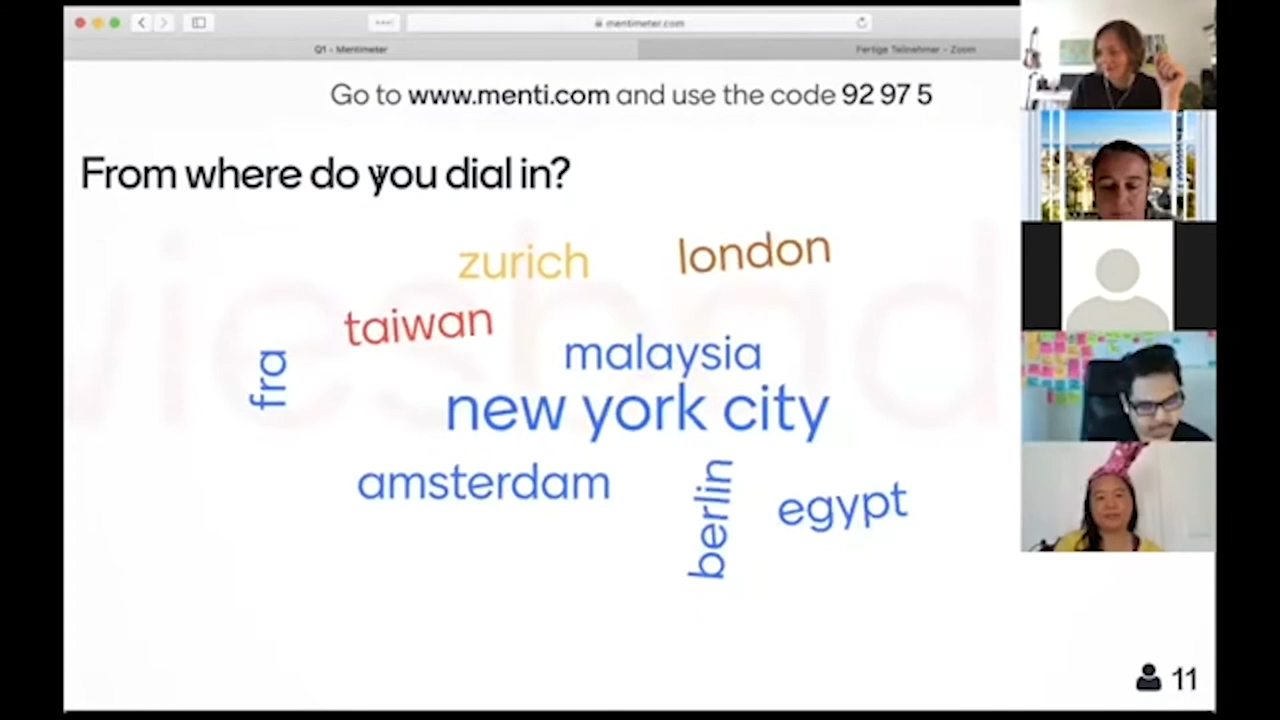 mentimeter.com
Q1 - Mentimeter
Fertige Teilnehmer - Zoom
Go to www.menti.com and use the code 92 97 5
From where do you dial in?
zurich
london
taiwan
malaysia
fra
new york city
amsterdam
berlin
egypt
11